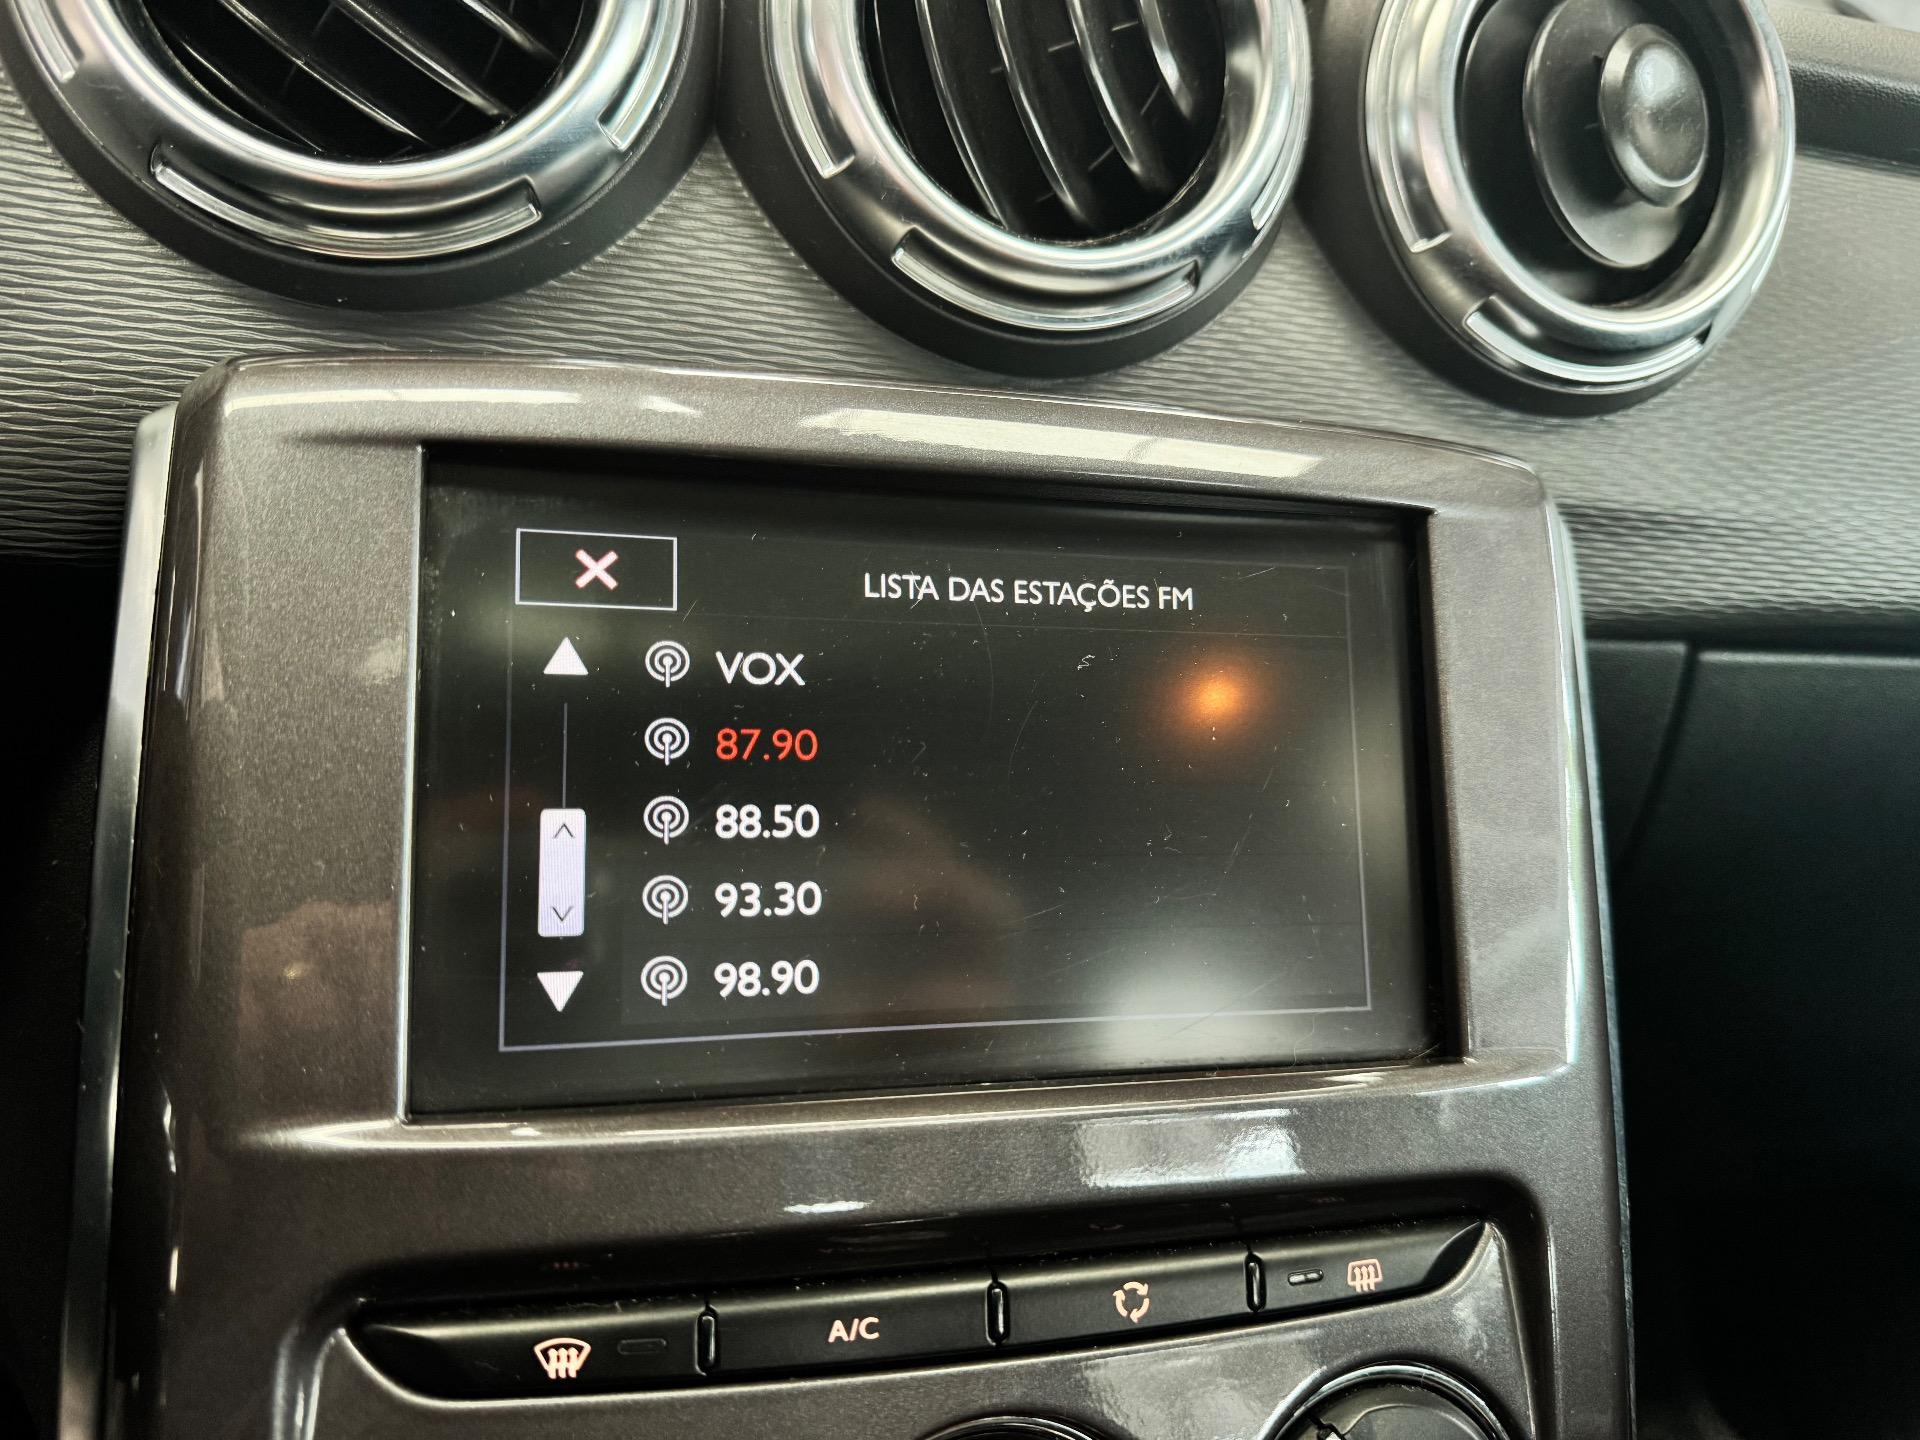 LISTA DAS ESTAÇÕES FM
VOX
87.90
88.50
93.30
98.90
A/C